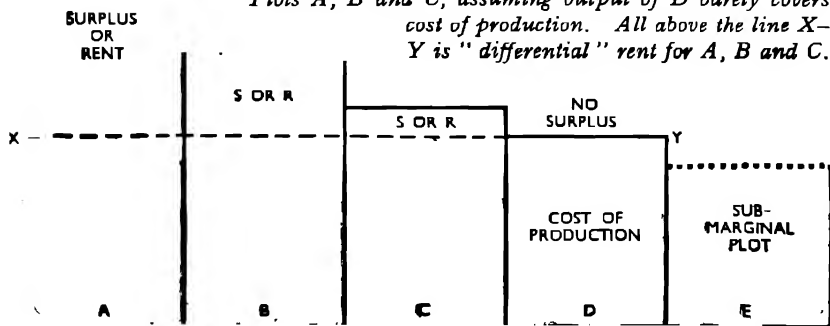 Plots A, B and C, assuming output of D barely covers
cost of production. All above the line X–
Y is "differential" rent for A, B and C.
SURPLUS
OR
RENT
S OR R
S OR R
NO
SURPLUS
X
Y
COST OF
PRODUCTION
SUB-
MARGINAL
PLOT
A B C D E